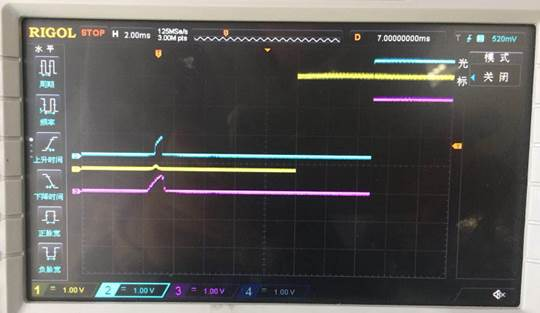 RIGOL STOP H 2.00ms 125MSa/s 3.00M pts D 7.00000000ms T 520mV
水平
周期
频率
上升时间
下降时间
正脉宽
负脉宽
光标
模式
关闭
1 = 1.00 V 2 = 1.00 V 3 = 1.00 V 4 = 1.00 V